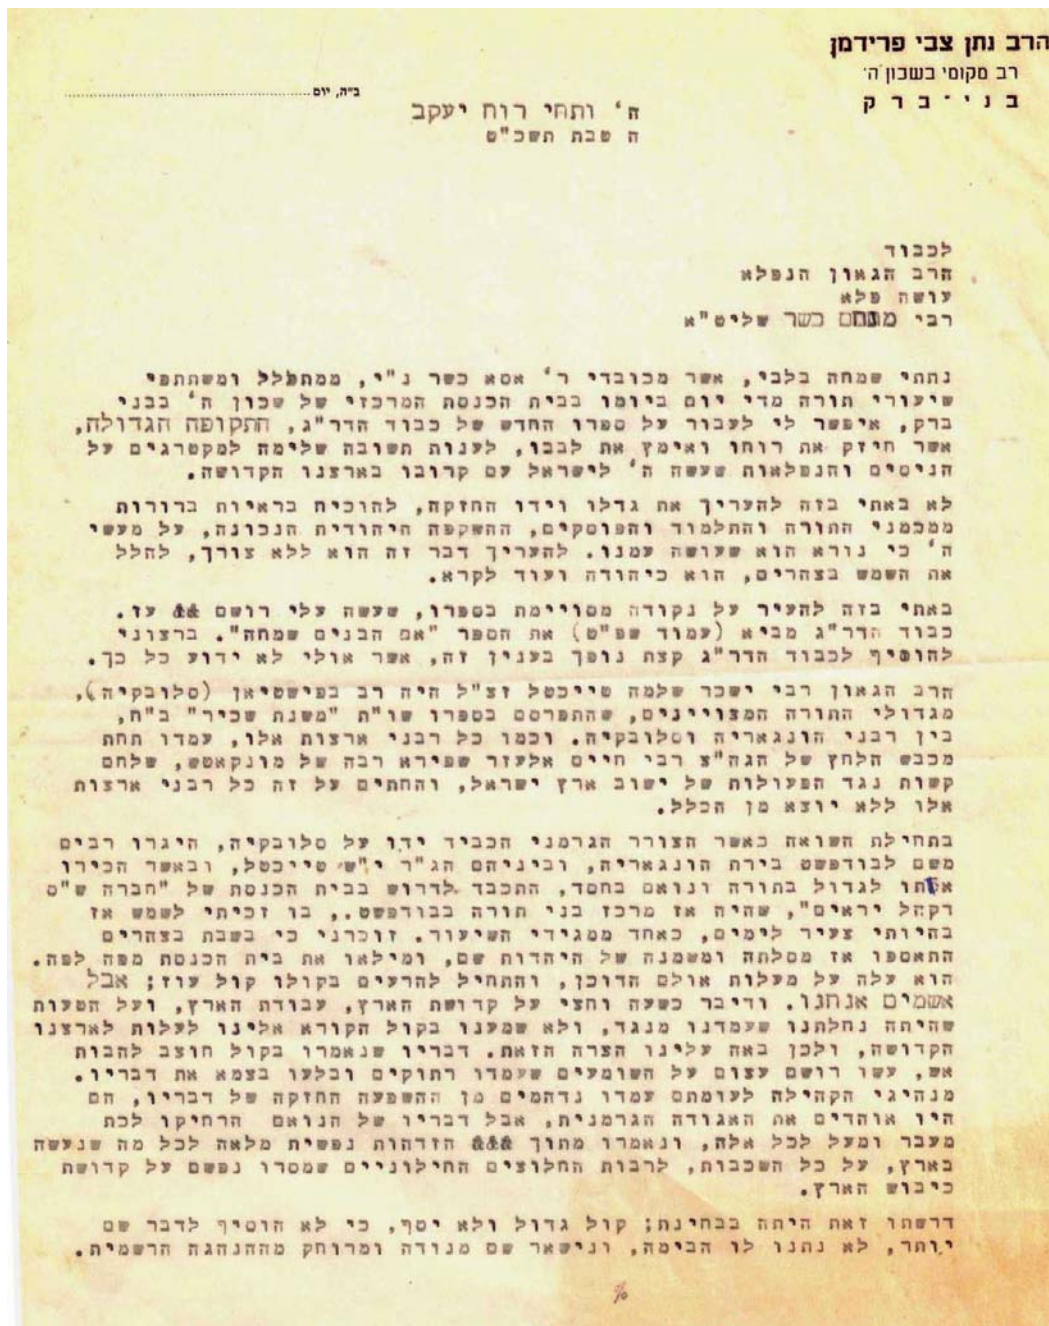 הרב נתן צבי פרידמן
רב מקומי בשכון ה'
בני־ברק
ב"ה, יום
ה' ותחי רוח יעקב
ה טבת תשכ"ט
לכבוד
הרב הגאון הנפלא
עושה פלא
רבי מנחם כשר שליט"א
נתתי שמחה בלבי, אשר מכובדי ר' אסא כשר נ"י, ממתפלל ומשתתפי
שיעורי תורה מדי יום ביומו בבית הכנסת המרכזי של שכון ה' בבני
ברק, איפשר לי לעבור על ספרו החדש של כבוד הדר"ג, התקופה הגדולה,
אשר חיזק את רוחו ואימץ את לבבו, לענות תשובה שלימה למקטרגים על
הניסים והנפלאות שעשה ה' לישראל עם קרובו בארצנו הקדושה.
לא באתי בזה להעריך את גדלו וידו החזקה, להוכיח בראיות ברורות
ממכמני התורה והתלמוד והפוסקים, ההשקפה היהודית הנכונה, על מעשי
ה' כי נורא הוא שעושה עמנו. להעריך דבר זה הוא ללא צורך, להלל
את השמש בצהרים, הוא כיהודה ועוד לקרא.
באתי בזה להעיר על נקודה מסויימת בספרו, שעשה עלי רושם עז.
כבוד הדר"ג מביא (עמוד שפ"ט) את הספר "אם הבנים שמחה". ברצוני
להוסיף לכבוד הדר"ג קצת נופך בענין זה, אשר אולי לא ידוע כל כך.
הרב הגאון רבי ישכר שלמה טייכטל זצ"ל היה רב בפישטיאן (סלובקיה),
מגדולי התורה המצויינים, שהתפרסם בספרו שו"ת "משנת שכיר" ב"ח,
בין רבני הונגאריה וסלובקיה. וכמו כל רבני ארצות אלו, עמדו תחת
מכבש הלחץ של הגה"צ רבי חיים אלעזר שפירא רבה של מונקאטש, שלחם
קשות נגד הפעולות של ישוב ארץ ישראל, והחתים על זה כל רבני ארצות
אלו ללא יוצא מן הכלל.
בתחילת השואה כאשר הצורר הגרמני הכביד ידו על סלובקיה, היגרו רבים
משם לבודפשט בירת הונגאריה, וביניהם הג"ר י"ש טייכטל, ובאשר הכירו
אותו לגדול בתורה ונואם בחסד, התכבד לדרוש בבית הכנסת של "חברה ש"ס
דקהל יראים", שהיה אז מרכז בני תורה בבודפשט., בו זכיתי לשמש אז
בהיותי צעיר לימים, כאחד ממגידי השיעור. זוכרני כי בשבת בצהרים
התאספו אז מסלתה ומשמנה של היהדות שם, ומילאו את בית הכנסת מפה לפה.
הוא עלה על מעלות אולם הדוכן, והתחיל להרעים בקולו קול עוז; אבל
אשמים אנחנו. ודיבר כשעה וחצי על קדושת הארץ, עבודת הארץ, ועל הטעות
שהיתה נחלתנו שעמדנו מנגד, ולא שמענו בקול הקורא אלינו לעלות לארצנו
הקדושה, ולכן באה עלינו הצרה הזאת. דבריו שנאמרו בקול חוצב להבות
אש, עשו רושם עצום על השומעים שעמדו רתוקים ובלעו בצמא את דבריו.
מנהיגי הקהילה לעומתם עמדו נדהמים מן ההשפעה החזקה של דבריו, הם
היו אוהדים את האגודה הגרמנית, אבל דבריו של הנואם הרחיקו לכת
מעבר ומעל לכל אלה, ונאמרו מתוך הזדהות נפשית מלאה לכל מה שנעשה
בארץ, על כל השכבות, לרבות החלוצים החילוניים שמסרו נפשם על קדושת
כיבוש הארץ.
דרשתו זאת היתה בבחינת; קול גדול ולא יסף, כי לא הוסיף לדבר שם
יותר, לא נתנו לו הבימה, ונישאר שם מנודה ומרוחק מההנהגה הרשמית.